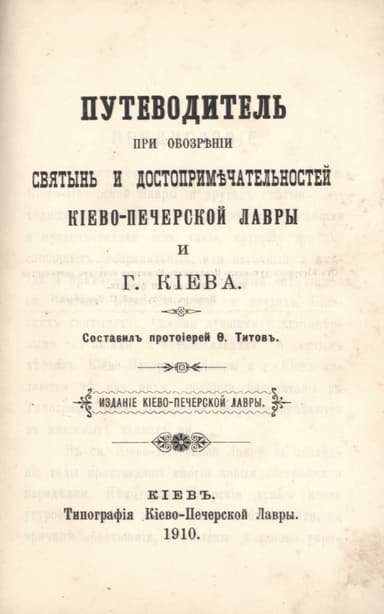 ПУТЕВОДИТЕЛЬ
ПРИ ОБОЗРѢНІИ
СВЯТЫНЬ И ДОСТОПРИМѢЧАТЕЛЬНОСТЕЙ
КІЕВО-ПЕЧЕРСКОЙ ЛАВРЫ
И
Г. КІЕВА.
Составилъ протоіерей Ѳ. Титовъ.
ИЗДАНІЕ КІЕВО-ПЕЧЕРСКОЙ ЛАВРЫ.
КІЕВЪ.
Типографія Кіево-Печерской Лавры.
1910.